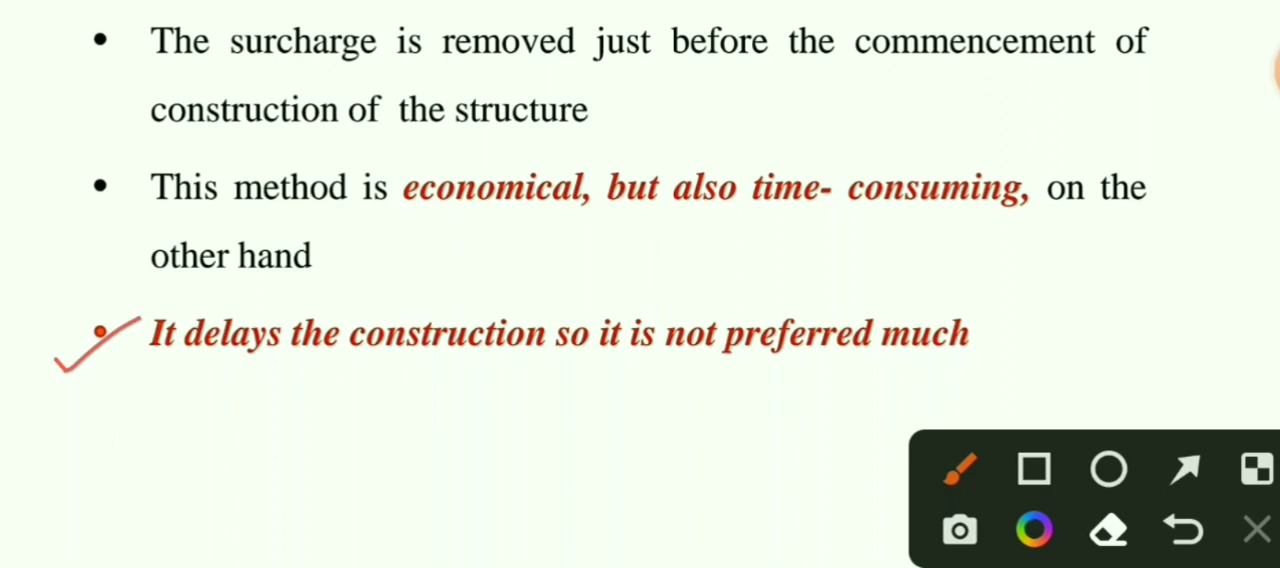 • The surcharge is removed just before the commencement of
construction of the structure
• This method is economical, but also time- consuming, on the
other hand
• It delays the construction so it is not preferred much